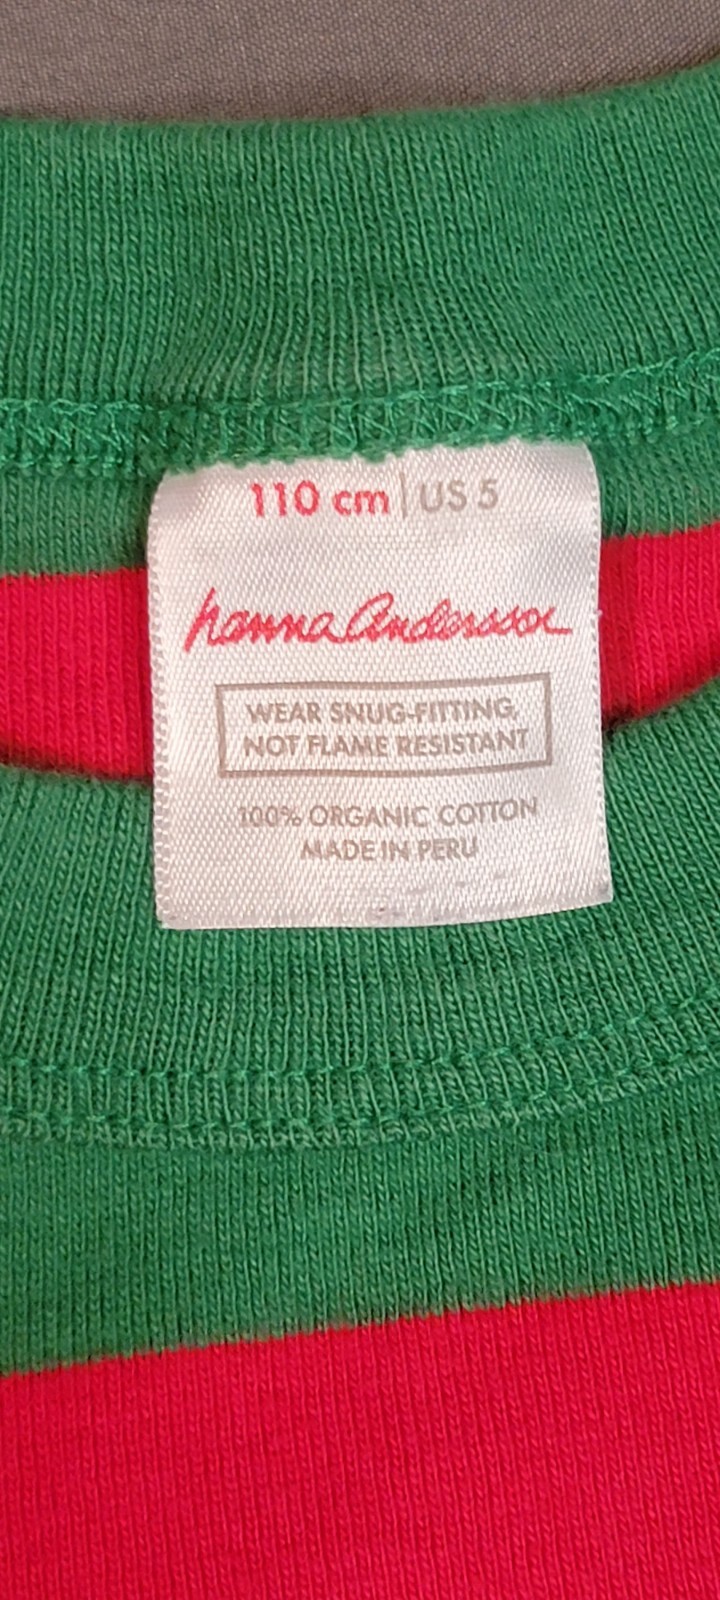 110 cm | US 5
hanna Andersson
WEAR SNUG-FITTING,
NOT FLAME RESISTANT
100% ORGANIC COTTON
MADE IN PERU